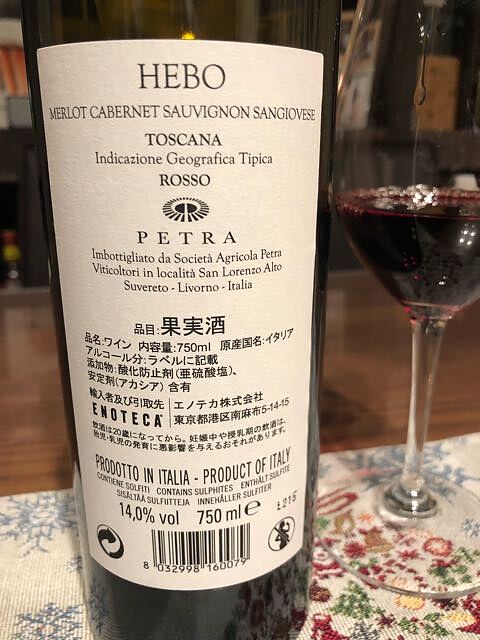 HEBO
MERLOT CABERNET SAUVIGNON SANGIOVESE
TOSCANA
Indicazione Geografica Tipica
ROSSO
PETRA
Imbottigliato da Società Agricola Petra
Viticoltori in località San Lorenzo Alto
Suvereto - Livorno - Italia
品目:果実酒
品名:ワイン 内容量:750ml 原産国名:イタリア
アルコール分:ラベルに記載
添加物:酸化防止剤(亜硫酸塩)、
安定剤(アカシア)含有
輸入者及び引取先
ENOTECA
エノテカ株式会社
東京都港区南麻布5-14-15
飲酒は20歳になってから。妊娠中や授乳期の飲酒は、
胎児・乳児の発育に悪影響を与えるおそれがあります。
PRODOTTO IN ITALIA - PRODUCT OF ITALY
CONTIENE SOLFITI CONTAINS SULPHITES ENTHÄLT SULFITE
SISÄLTÄÄ SULFIITTEJA INNEHÅLLER SULFITER
14,0% vol 750 ml e L215
8 032998 160079